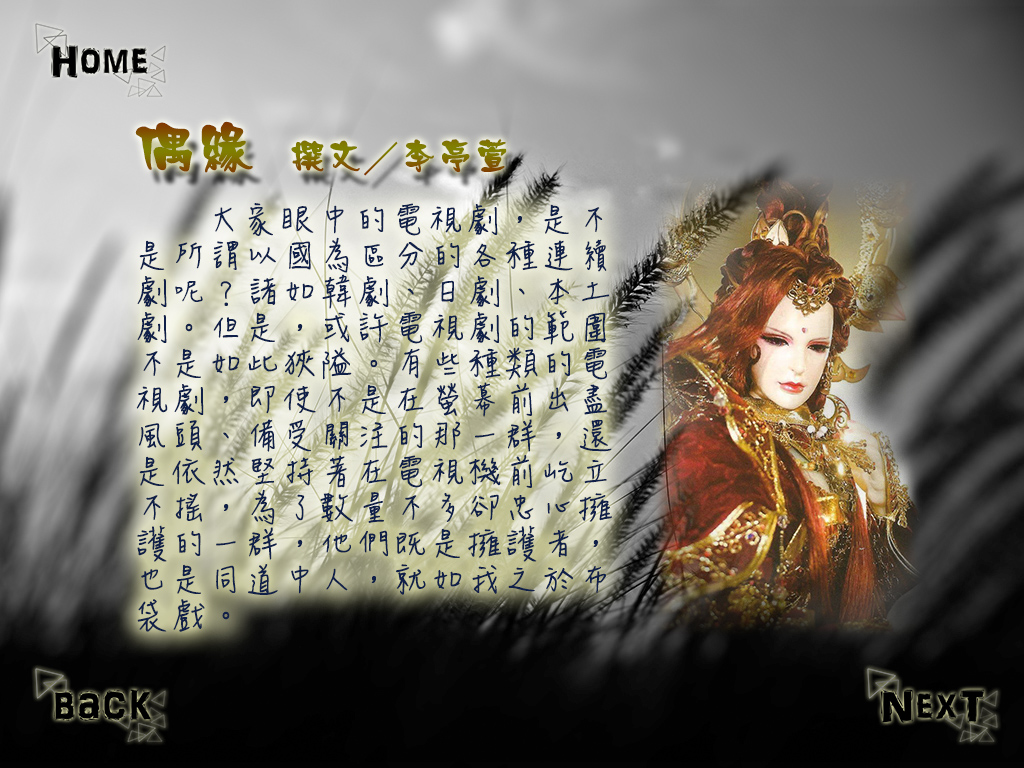 HOME
偶緣 撰文／李亭萱
大家眼中的電視劇，是不
是所謂以國為區分的各種連續
劇呢？諸如韓劇、日劇、本土
劇。但是，或許電視劇的範圍
不是如此狹隘。有些種類的電
視劇，即使不是在螢幕前出盡
風頭、備受關注的那一群，還
是依然堅持著在電視機前屹立
不搖，為了數量不多卻忠心擁
護的一群，他們既是擁護者，
也是同道中人，就如我之於布
袋戲。
BACK
NEXT